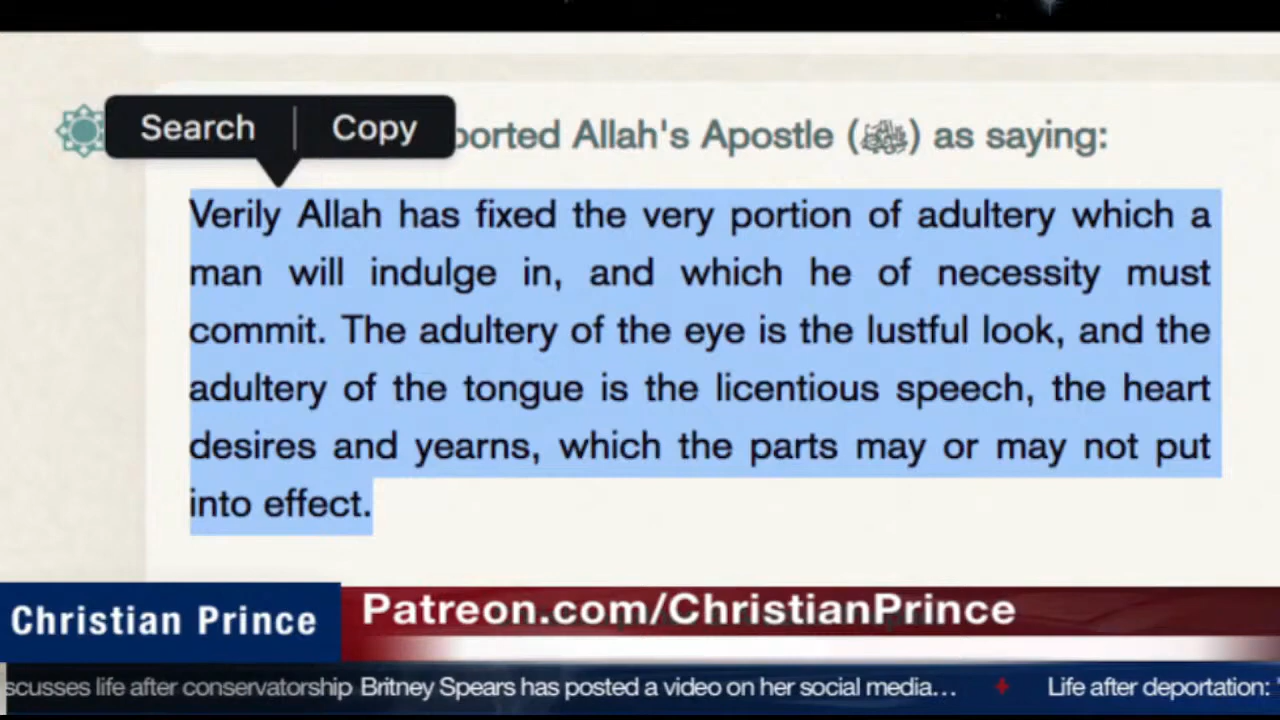 Search Copy
ported Allah's Apostle (ﷺ) as saying:
Verily Allah has fixed the very portion of adultery which a
man will indulge in, and which he of necessity must
commit. The adultery of the eye is the lustful look, and the
adultery of the tongue is the licentious speech, the heart
desires and yearns, which the parts may or may not put
into effect.
Christian Prince
Patreon.com/ChristianPrince
scusses life after conservatorship Britney Spears has posted a video on her social media... Life after deportation: '